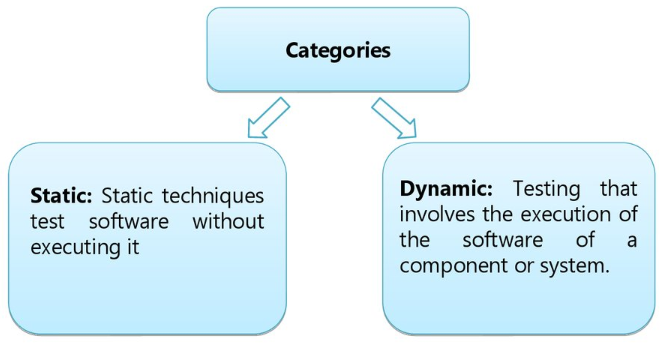 Categories
Static: Static techniques
test software without
executing it
Dynamic: Testing that
involves the execution of
the software of a
component or system.